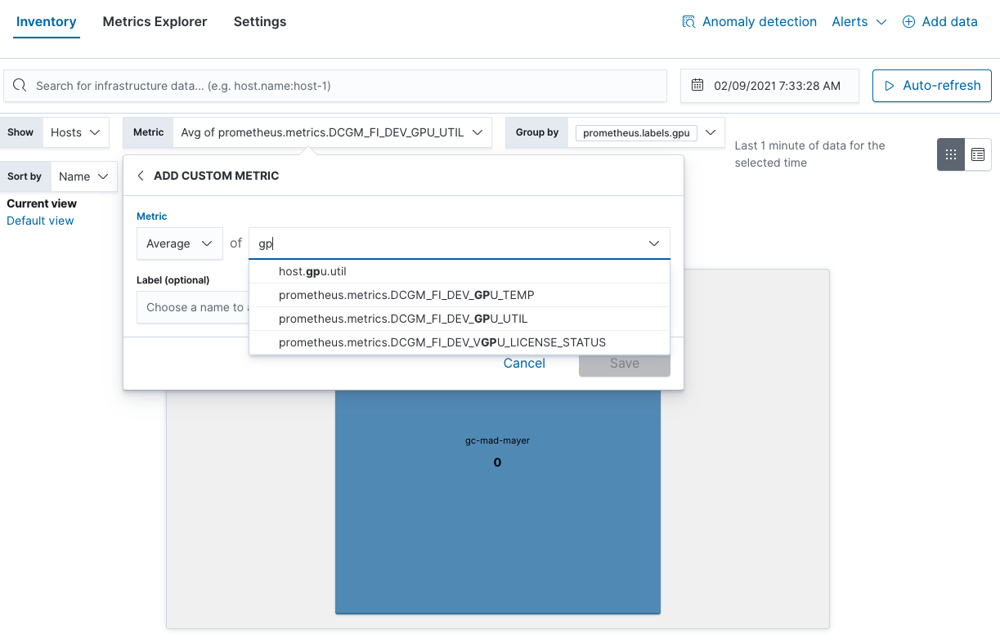 Inventory Metrics Explorer Settings Anomaly detection Alerts Add data
Search for infrastructure data... (e.g. host.name:host-1) 02/09/2021 7:33:28 AM Auto-refresh
Show Hosts Metric Avg of prometheus.metrics.DCGM_FI_DEV_GPU_UTIL Group by prometheus.labels.gpu
Last 1 minute of data for the
selected time
Sort by Name
Current view
Default view
ADD CUSTOM METRIC
Metric
Average of gp
host.gpu.util
prometheus.metrics.DCGM_FI_DEV_GPU_TEMP
prometheus.metrics.DCGM_FI_DEV_GPU_UTIL
prometheus.metrics.DCGM_FI_DEV_VGPU_LICENSE_STATUS
Label (optional)
Choose a name to
Cancel Save
gc-mad-mayer
0